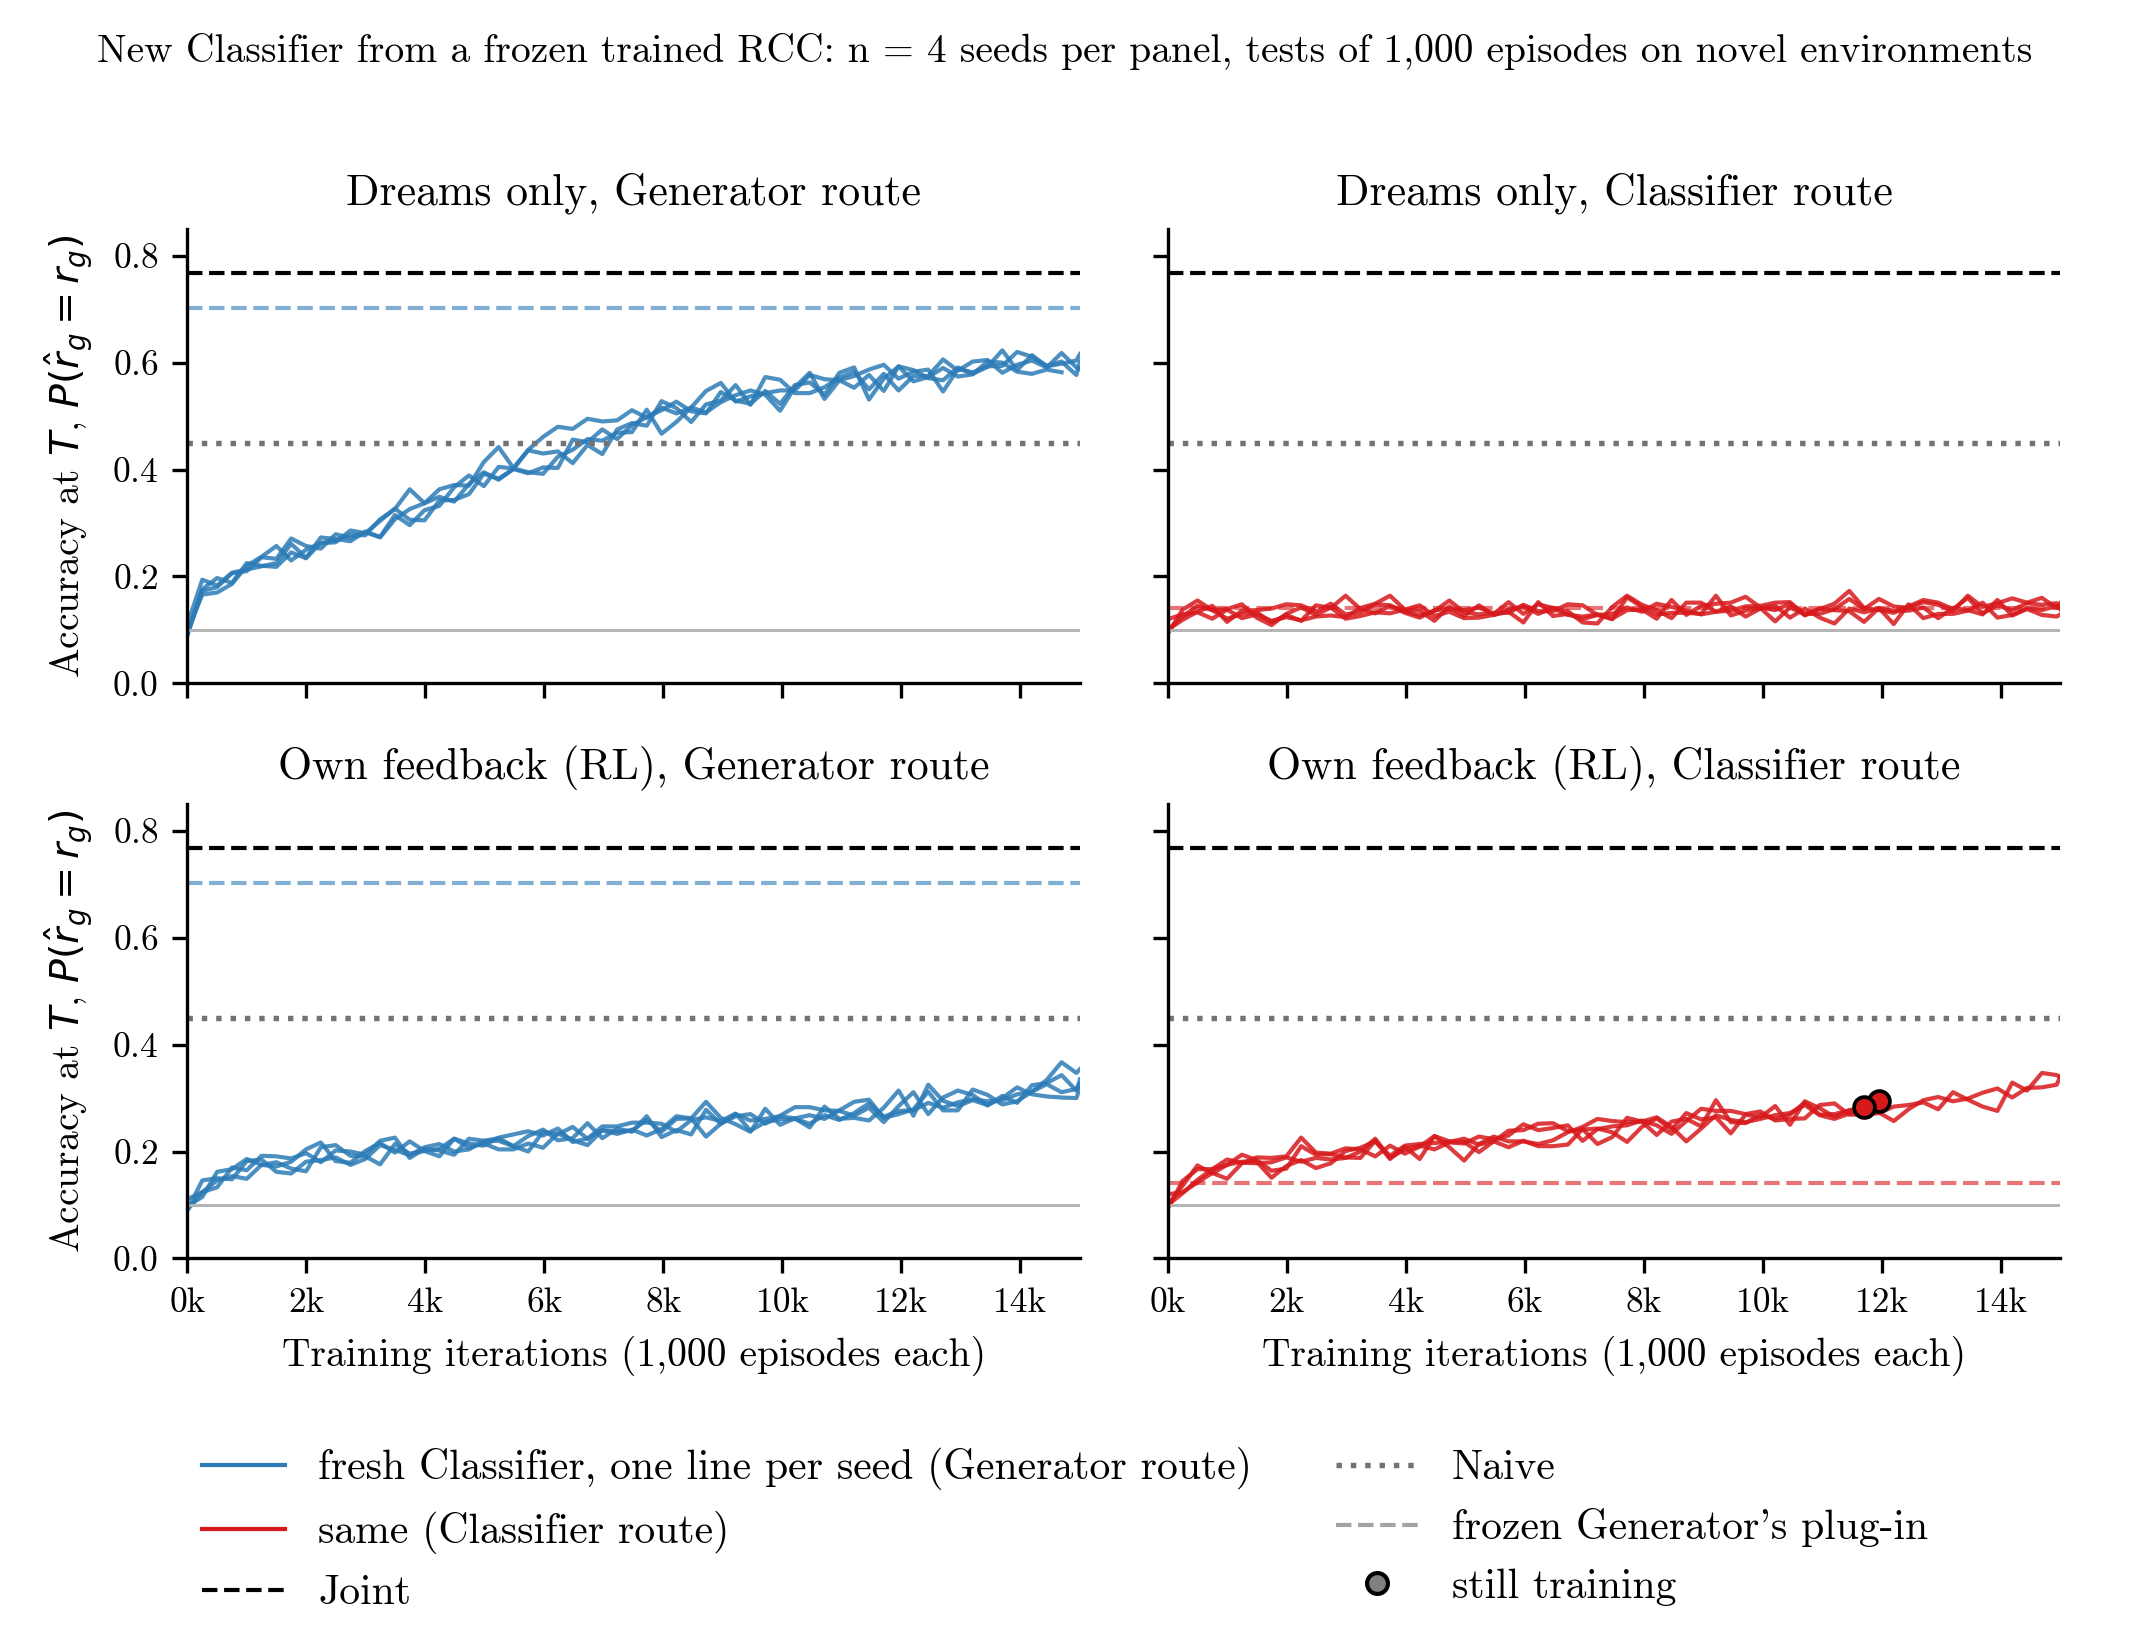 New Classifier from a frozen trained RCC: n = 4 seeds per panel, tests of 1,000 episodes on novel environments
Dreams only, Generator route
Dreams only, Classifier route
Accuracy at T, P(r̂_g = r_g)
0.8
0.6
0.4
0.2
0.0
Own feedback (RL), Generator route
Own feedback (RL), Classifier route
Accuracy at T, P(r̂_g = r_g)
0.8
0.6
0.4
0.2
0.0
0k 2k 4k 6k 8k 10k 12k 14k
0k 2k 4k 6k 8k 10k 12k 14k
Training iterations (1,000 episodes each)
Training iterations (1,000 episodes each)
fresh Classifier, one line per seed (Generator route)
same (Classifier route)
Joint
Naive
frozen Generator's plug-in
still training